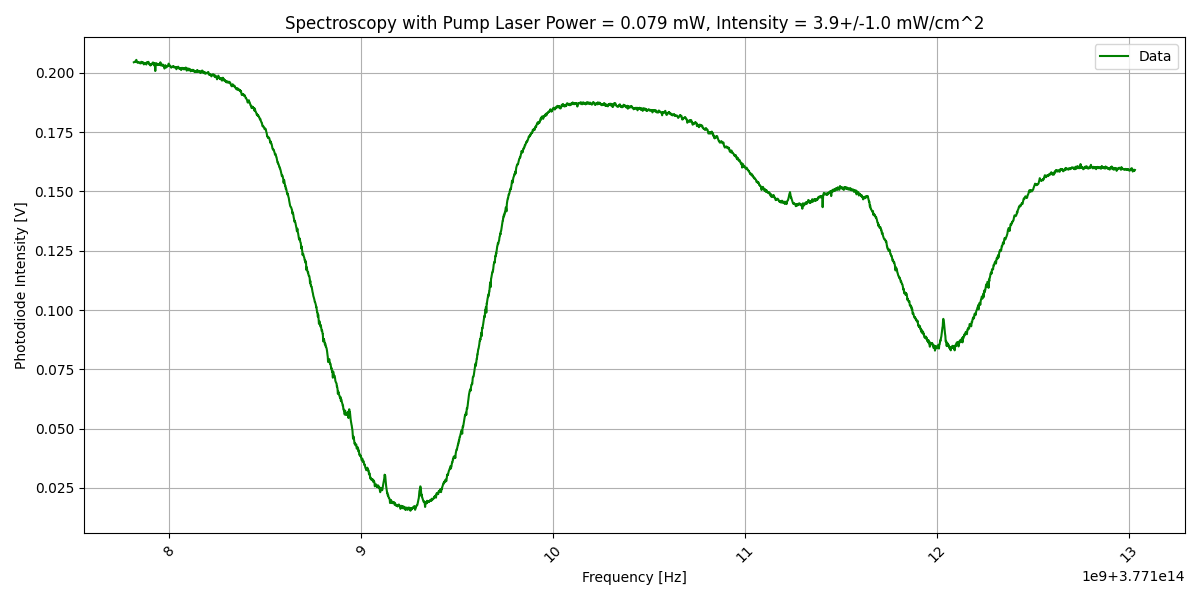 Spectroscopy with Pump Laser Power = 0.079 mW, Intensity = 3.9+/-1.0 mW/cm^2
Data
Photodiode Intensity [V]
0.200
0.175
0.150
0.125
0.100
0.075
0.050
0.025
8
9
10
11
12
13
Frequency [Hz]
1e9+3.771e14